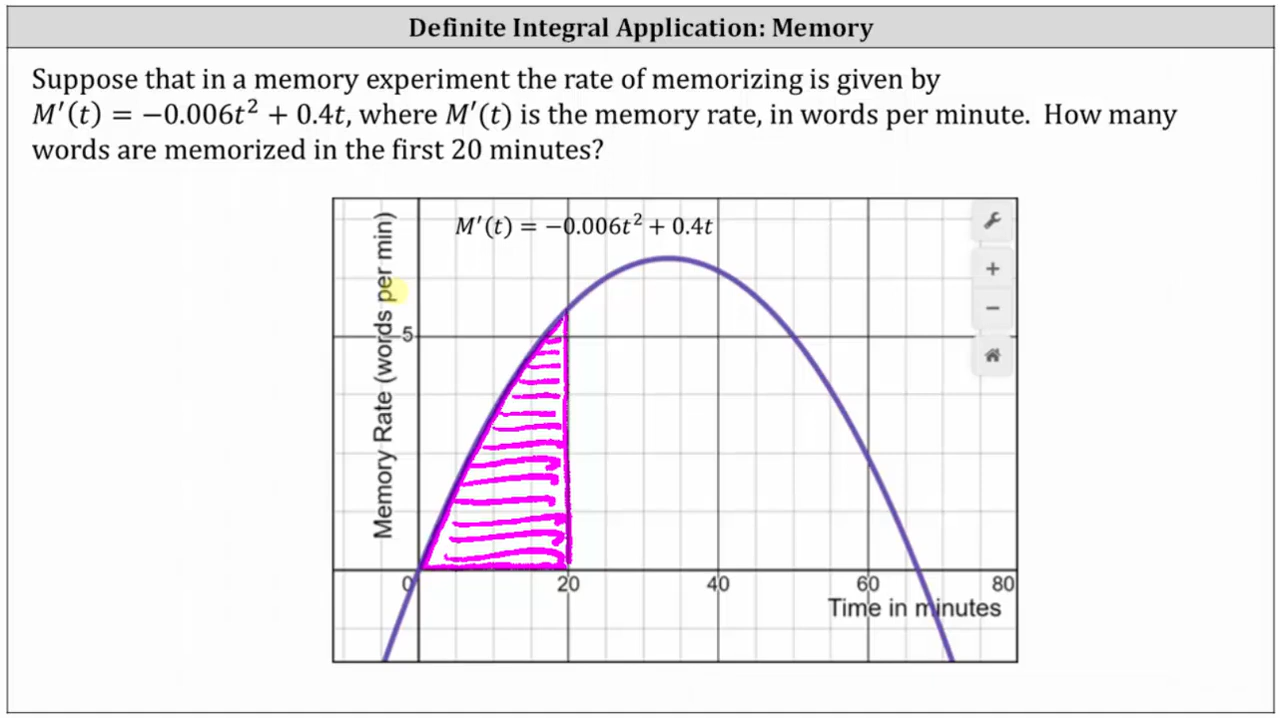 Definite Integral Application: Memory
Suppose that in a memory experiment the rate of memorizing is given by
M′(t) = −0.006t² + 0.4t, where M′(t) is the memory rate, in words per minute.  How many
words are memorized in the first 20 minutes?
M′(t) = −0.006t² + 0.4t
Memory Rate (words per min)
5
0 20 40 60 80
Time in minutes